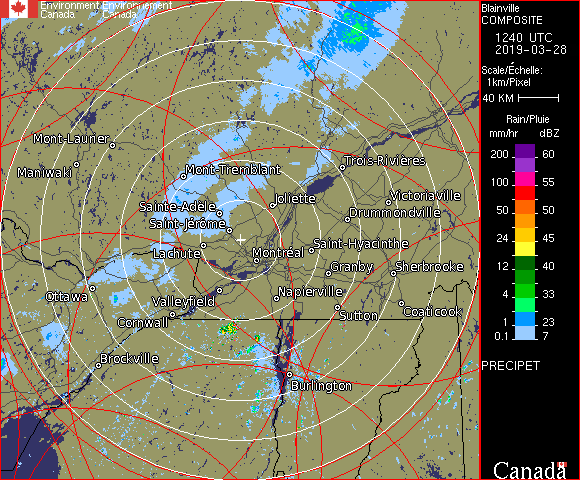 Environment Environnement
Canada Canada
Blainville
COMPOSITE
1240 UTC
2019-03-28
Scale/Échelle:
1km/Pixel
40 KM
Rain/Pluie
mm/hr dBZ
200 60
100 55
50 50
24 45
12 40
4 33
1 23
0.1 7
PRECIPET
Canada
Mont-Laurier
Maniwaki
Mont-Tremblant
Trois-Rivières
Sainte-Adèle
Joliette
Victoriaville
Saint-Jérôme
Drummondville
Lachute
Montréal
Saint-Hyacinthe
Granby
Sherbrooke
Ottawa
Valleyfield
Napierville
Cornwall
Sutton
Coaticook
Brockville
Burlington